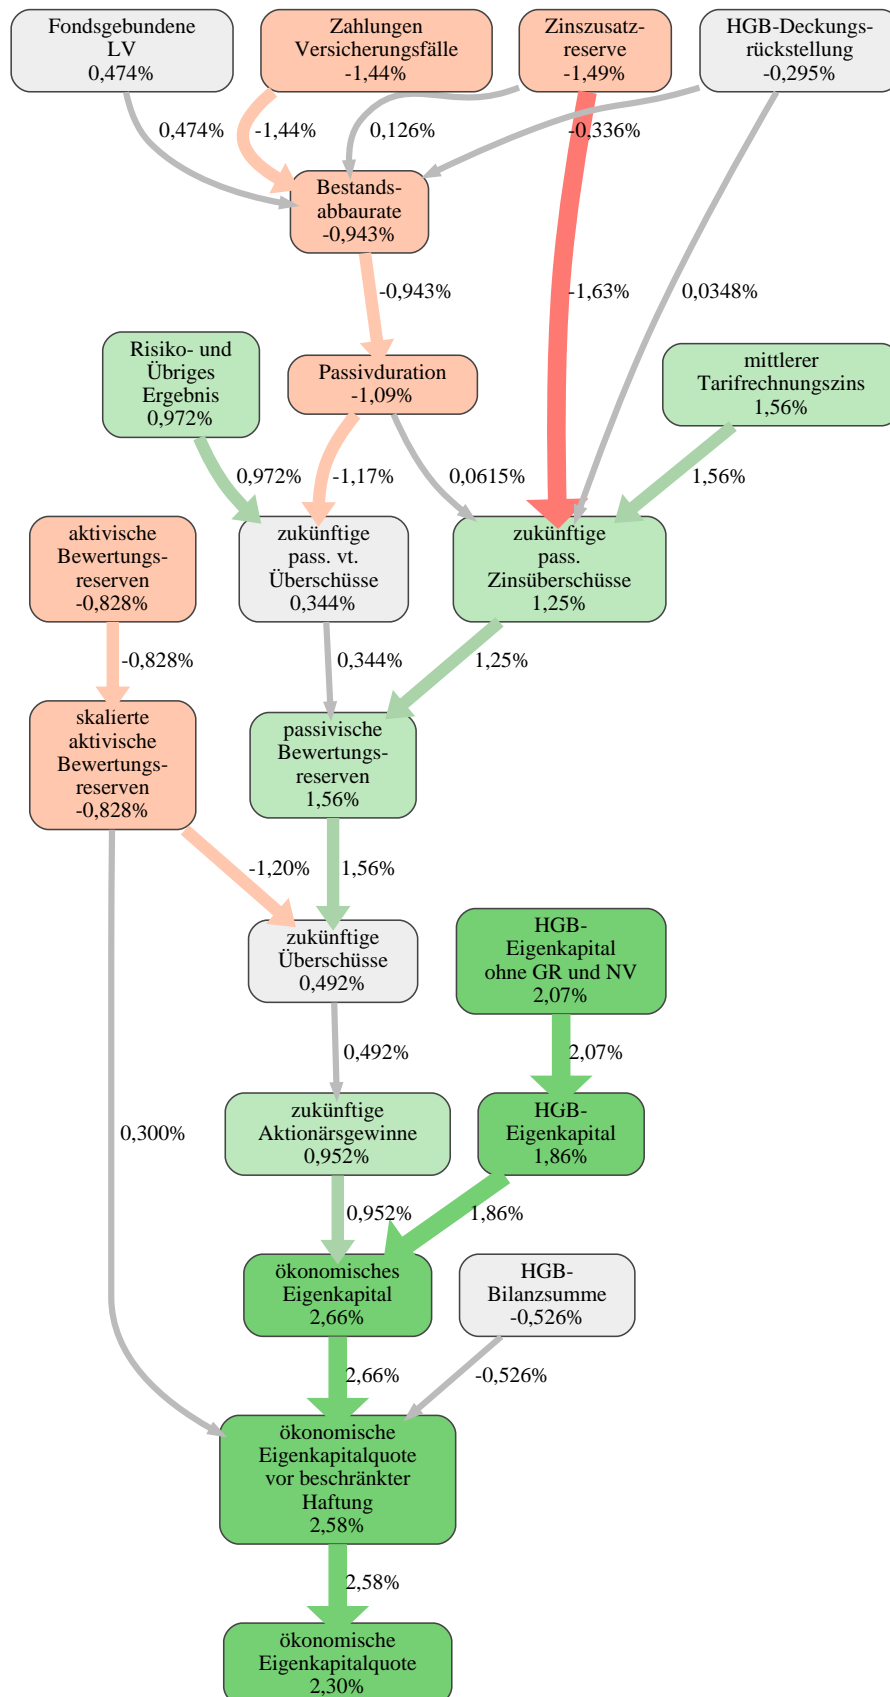 Fondsgebundene
LV
0,474%
Zahlungen
Versicherungsfälle
-1,44%
Zinszusatz-
reserve
-1,49%
HGB-Deckungs-
rückstellung
-0,295%
0,474%
-1,44%
0,126%
-0,336%
Bestands-
abbaurate
-0,943%
-0,943%
-1,63%
0,0348%
Risiko- und
Übriges
Ergebnis
0,972%
Passivduration
-1,09%
mittlerer
Tarifrechnungszins
1,56%
0,972%
-1,17%
0,0615%
1,56%
aktivische
Bewertungs-
reserven
-0,828%
zukünftige
pass. vt.
Überschüsse
0,344%
zukünftige
pass.
Zinsüberschüsse
1,25%
-0,828%
0,344%
1,25%
skalierte
aktivische
Bewertungs-
reserven
-0,828%
passivische
Bewertungs-
reserven
1,56%
-1,20%
1,56%
zukünftige
Überschüsse
0,492%
HGB-
Eigenkapital
ohne GR und NV
2,07%
0,492%
2,07%
0,300%
zukünftige
Aktionärsgewinne
0,952%
HGB-
Eigenkapital
1,86%
0,952%
1,86%
ökonomisches
Eigenkapital
2,66%
HGB-
Bilanzsumme
-0,526%
2,66%
-0,526%
ökonomische
Eigenkapitalquote
vor beschränkter
Haftung
2,58%
2,58%
ökonomische
Eigenkapitalquote
2,30%